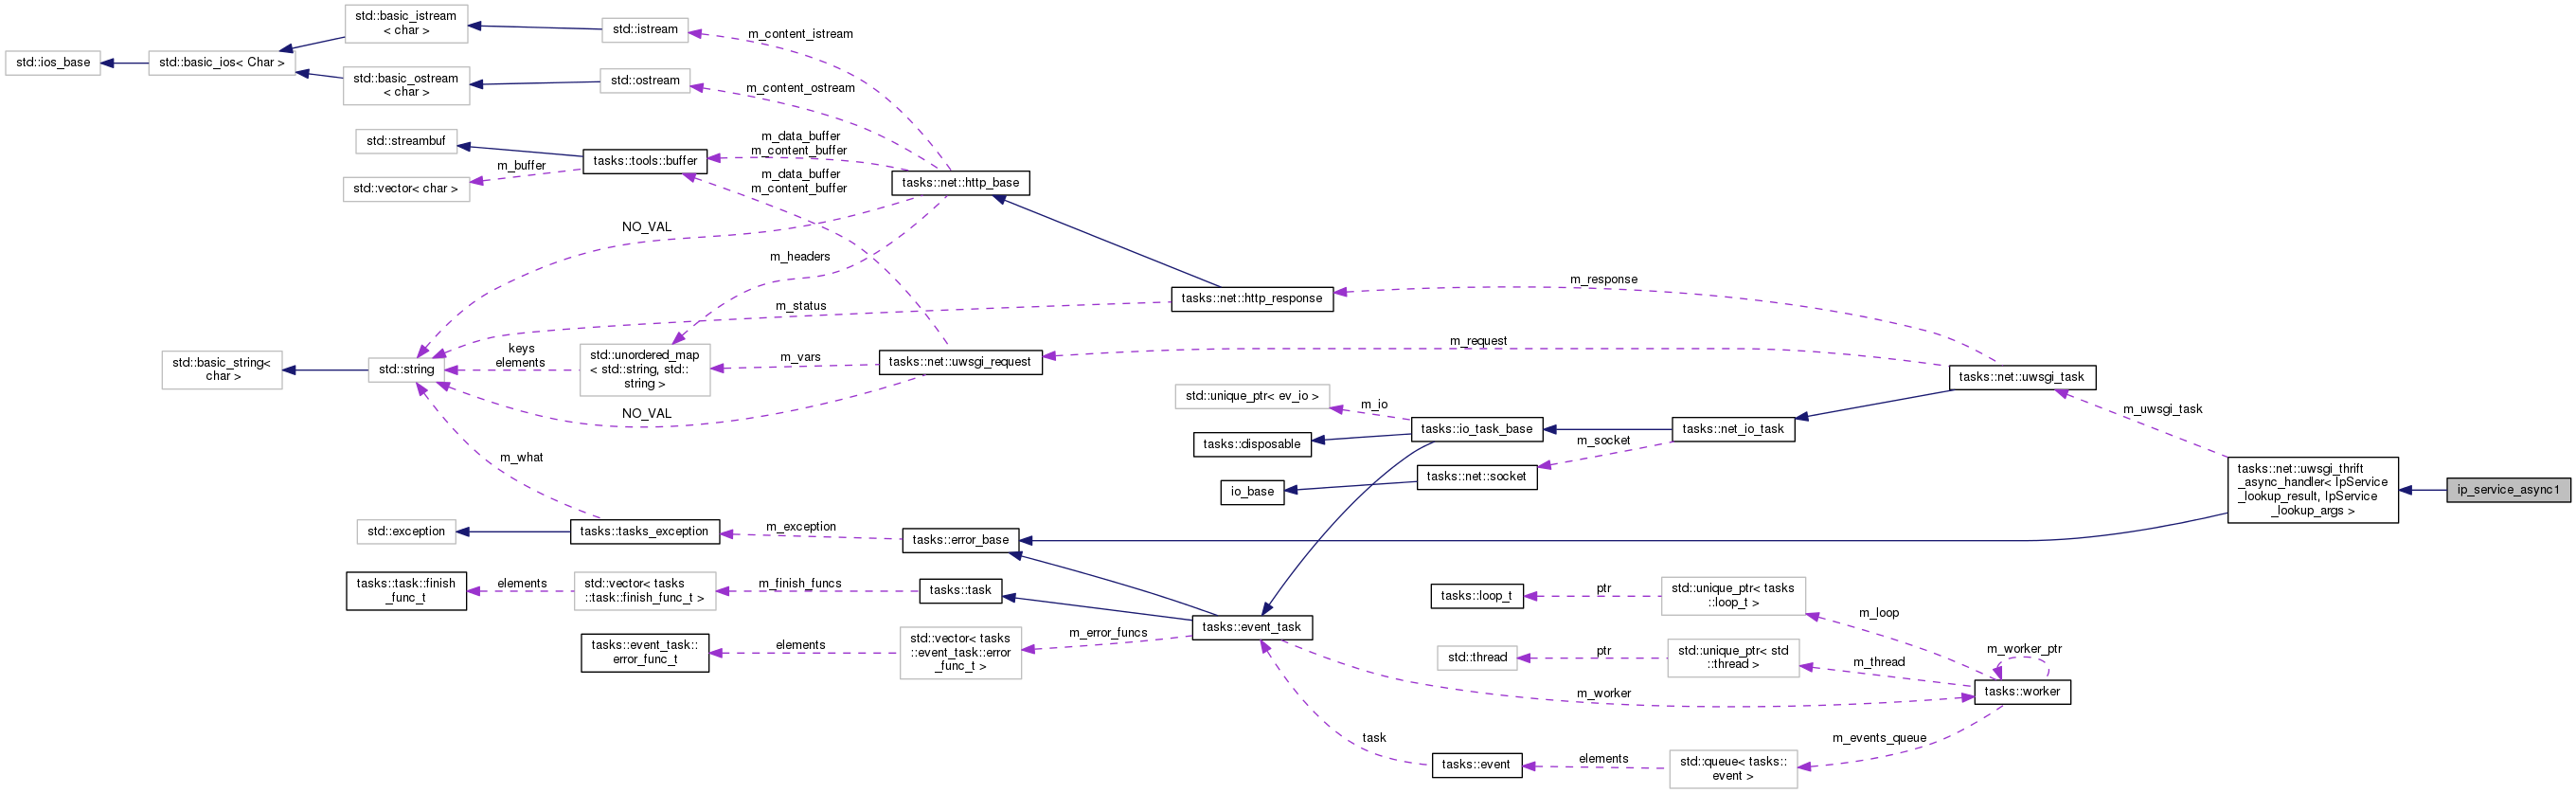 std::basic_istream
< char >
std::istream
m_content_istream
std::ios_base
std::basic_ios< Char >
std::basic_ostream
< char >
std::ostream
m_content_ostream
std::streambuf
tasks::tools::buffer
m_data_buffer
m_content_buffer
m_buffer
std::vector< char >
m_data_buffer
m_content_buffer
tasks::net::http_base
NO_VAL
m_headers
m_response
tasks::net::http_response
m_status
m_request
std::basic_string<
char >
std::string
keys
elements
std::unordered_map
< std::string, std::
string >
m_vars
tasks::net::uwsgi_request
tasks::net::uwsgi_task
NO_VAL
std::unique_ptr< ev_io >
m_io
m_uwsgi_task
tasks::disposable
tasks::io_task_base
tasks::net_io_task
m_what
m_socket
tasks::net::socket
io_base
tasks::net::uwsgi_thrift
_async_handler< IpService
_lookup_result, IpService
_lookup_args >
ip_service_async1
std::exception
tasks::tasks_exception
m_exception
tasks::error_base
tasks::task::finish
_func_t
elements
std::vector< tasks
::task::finish_func_t >
m_finish_funcs
tasks::task
tasks::loop_t
ptr
std::unique_ptr< tasks
::loop_t >
m_loop
tasks::event_task::
error_func_t
elements
std::vector< tasks
::event_task::error
_func_t >
m_error_funcs
tasks::event_task
std::thread
ptr
std::unique_ptr< std
::thread >
m_thread
m_worker_ptr
tasks::worker
m_worker
task
m_events_queue
tasks::event
elements
std::queue< tasks::
event >